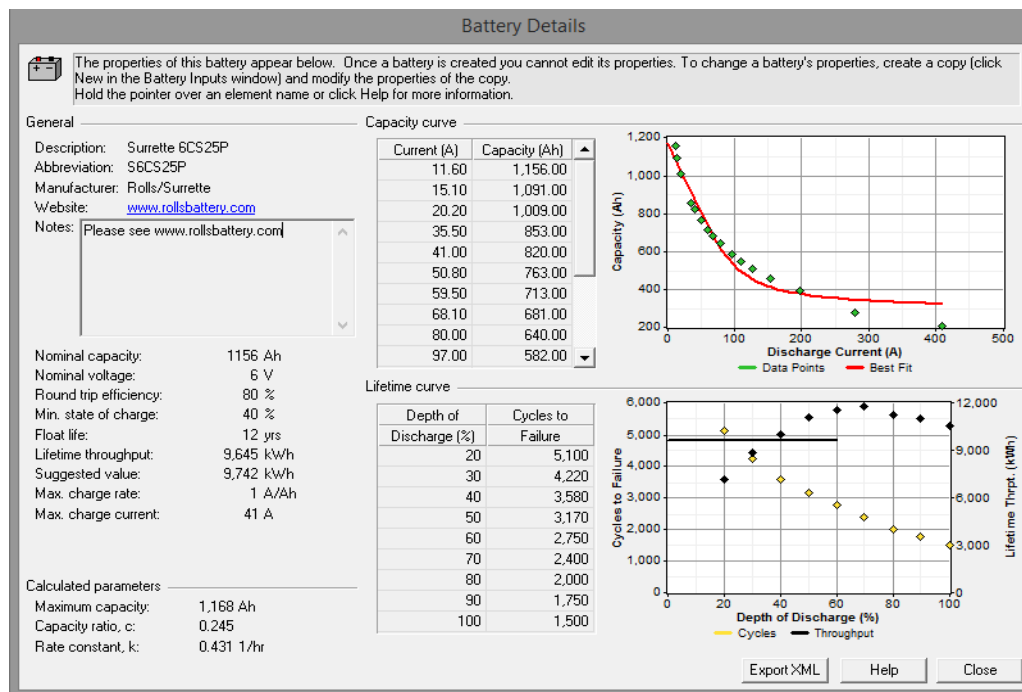 Battery Details
The properties of this battery appear below. Once a battery is created you cannot edit its properties. To change a battery's properties, create a copy (click
New in the Battery Inputs window) and modify the properties of the copy.
Hold the pointer over an element name or click Help for more information.
General
Description: Surrette 6CS25P
Abbreviation: S6CS25P
Manufacturer: Rolls/Surrette
Website: www.rollsbattery.com
Notes: Please see www.rollsbattery.com
Nominal capacity: 1156 Ah
Nominal voltage: 6 V
Round trip efficiency: 80 %
Min. state of charge: 40 %
Float life: 12 yrs
Lifetime throughput: 9,645 kWh
Suggested value: 9,742 kWh
Max. charge rate: 1 A/Ah
Max. charge current: 41 A
Calculated parameters
Maximum capacity: 1,168 Ah
Capacity ratio, c: 0.245
Rate constant, k: 0.431 1/hr
Capacity curve
Current (A) Capacity (Ah)
11.60 1,156.00
15.10 1,091.00
20.20 1,009.00
35.50 853.00
41.00 820.00
50.80 763.00
59.50 713.00
68.10 681.00
80.00 640.00
97.00 582.00
1,200
1,000
800
600
400
200
Capacity (Ah)
0 100 200 300 400 500
Discharge Current (A)
Data Points Best Fit
Lifetime curve
Depth of Cycles to
Discharge (%) Failure
20 5,100
30 4,220
40 3,580
50 3,170
60 2,750
70 2,400
80 2,000
90 1,750
100 1,500
6,000
5,000
4,000
3,000
2,000
1,000
0
Cycles to Failure
12,000
9,000
6,000
3,000
0
Lifetime Thrpt. (kWh)
0 20 40 60 80 100
Depth of Discharge (%)
Cycles Throughput
Export XML Help Close